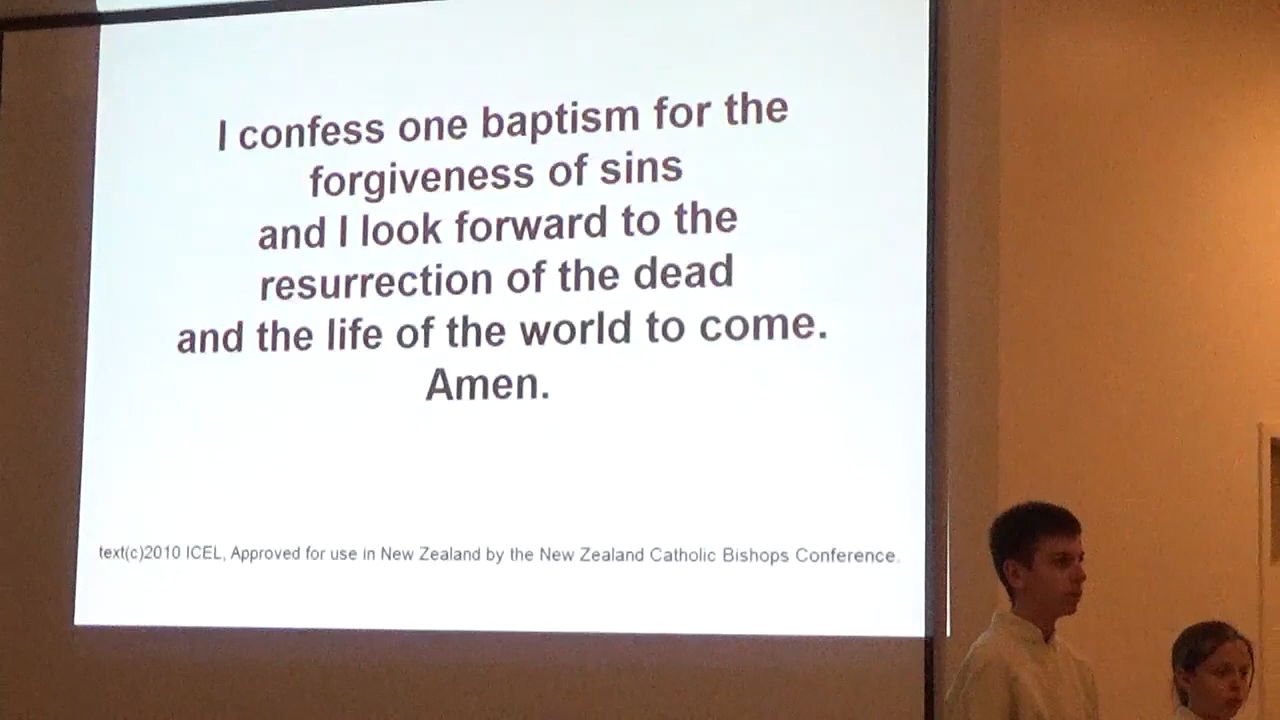 I confess one baptism for the
forgiveness of sins
and I look forward to the
resurrection of the dead
and the life of the world to come.
Amen.
text(c)2010 ICEL, Approved for use in New Zealand by the New Zealand Catholic Bishops Conference.